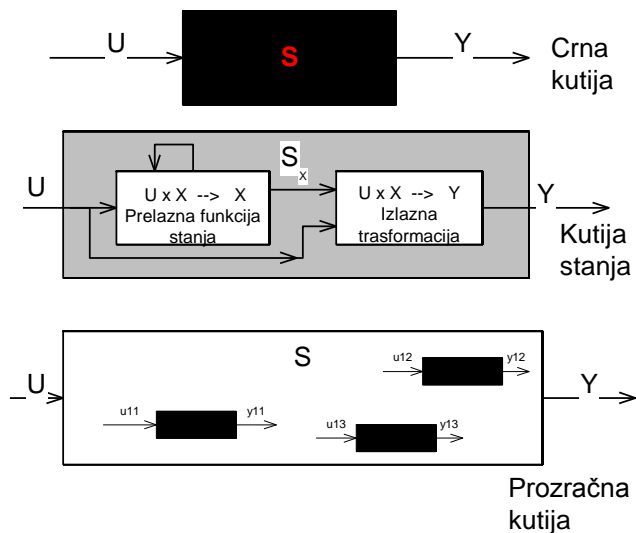 U
S
Y
Crna
kutija
U
S
X
U x X --> X
Prelazna funkcija
stanja
U x X --> Y
Izlazna
trasformacija
Y
Kutija
stanja
U
S
u12
y12
u11
y11
u13
y13
Y
Prozračna
kutija